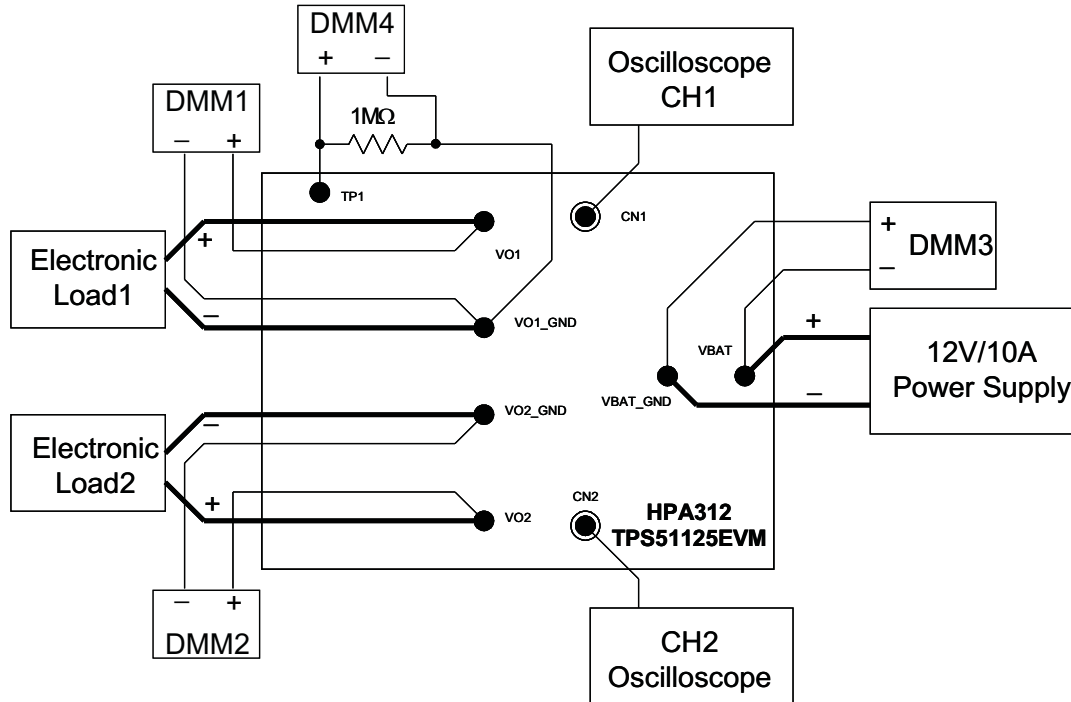 DMM4
+ −
Oscilloscope
CH1
DMM1
− +
1MΩ
TP1
CN1
+
VO1
Electronic
Load1
−
VO1_GND
+
−
DMM3
VBAT
+
VBAT_GND
−
12V/10A
Power Supply
Electronic
Load2
−
VO2_GND
+
VO2
CN2
HPA312
TPS51125EVM
− +
DMM2
CH2
Oscilloscope